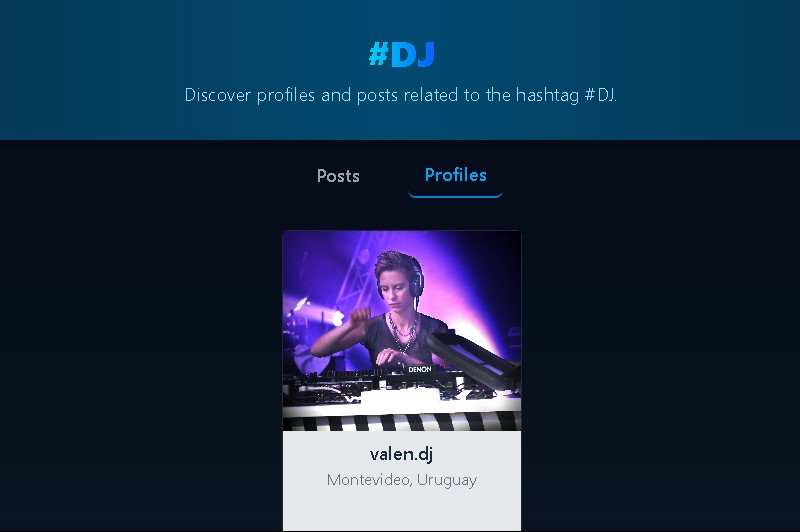 #DJ
Discover profiles and posts related to the hashtag #DJ.
Posts
Profiles
DENON
valen.dj
Montevideo, Uruguay